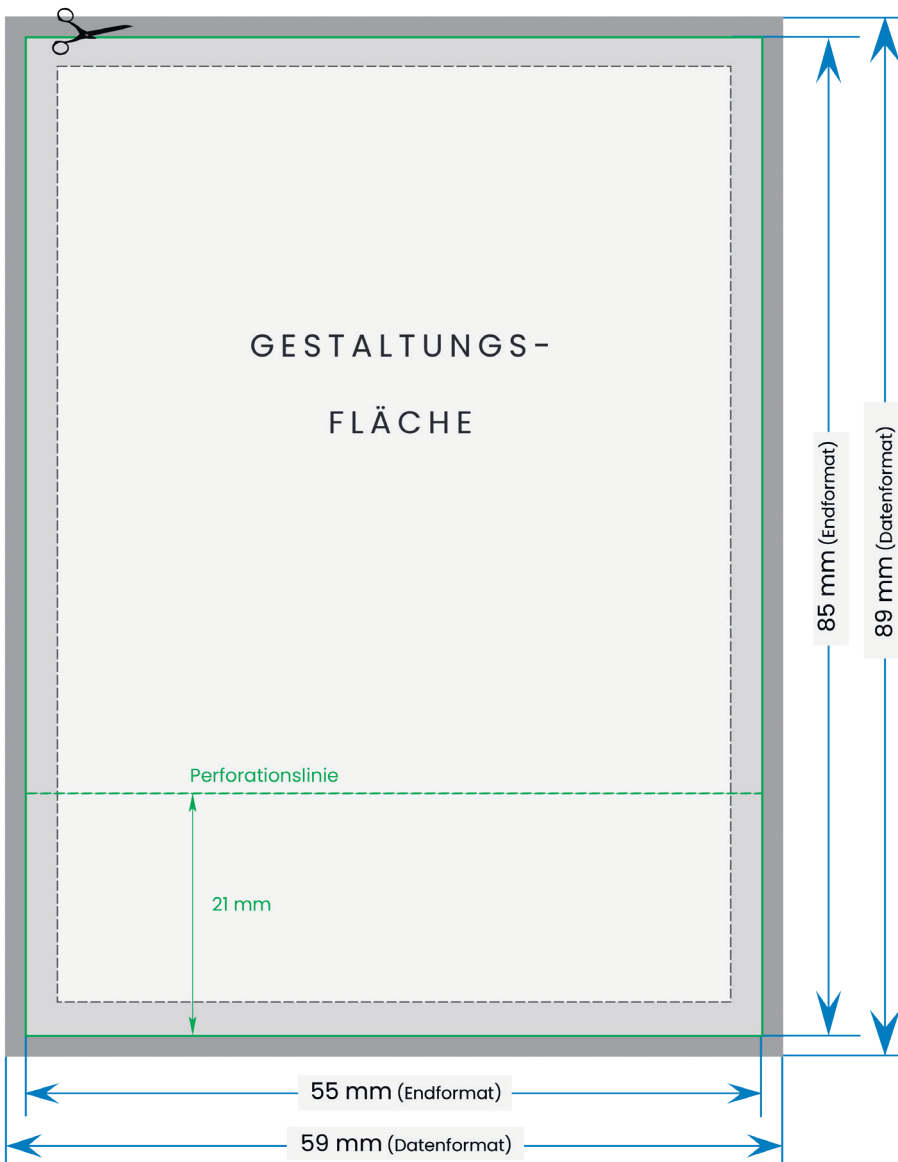 GESTALTUNGS-
FLÄCHE
85 mm (Endformat)
89 mm (Datenformat)
Perforationslinie
21 mm
55 mm (Endformat)
59 mm (Datenformat)